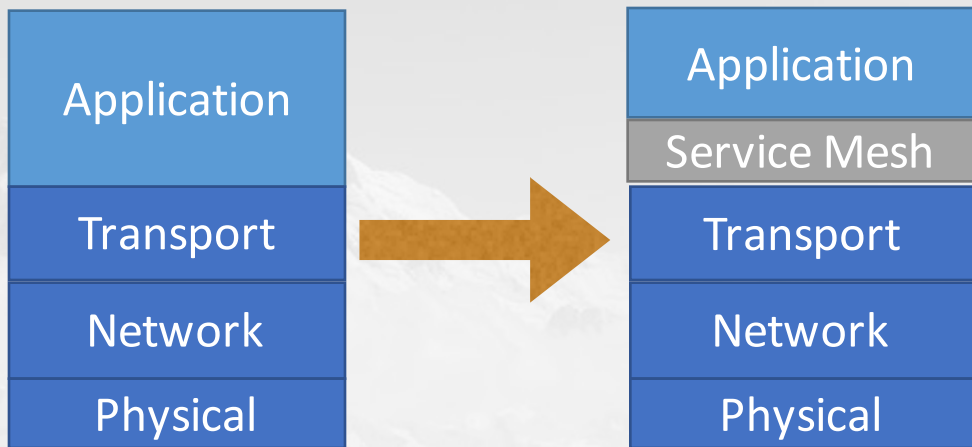 Application
Transport
Network
Physical
Application
Service Mesh
Transport
Network
Physical